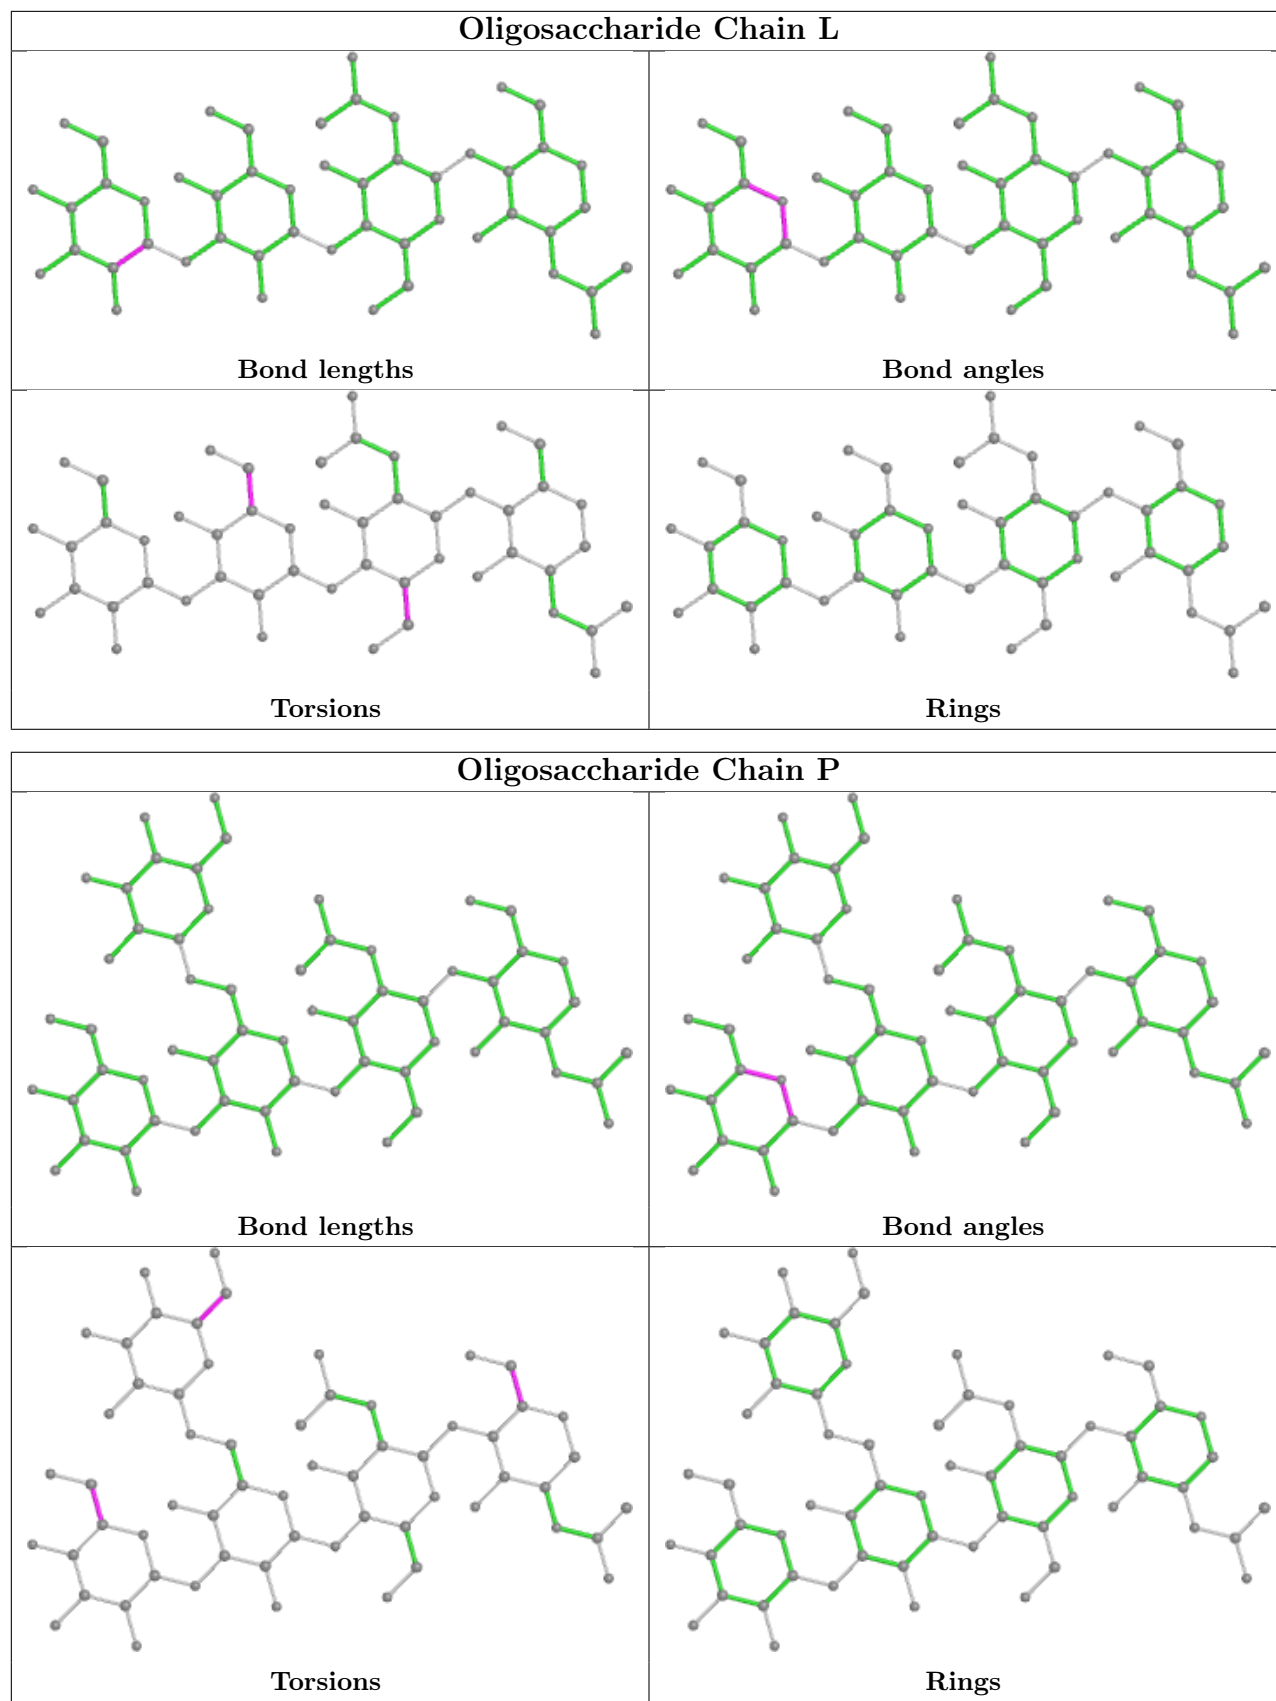 Oligosaccharide Chain L
Bond lengths
Bond angles
Torsions
Rings
Oligosaccharide Chain P
Bond lengths
Bond angles
Torsions
Rings